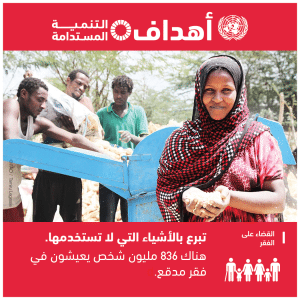 أهداف
التنمية
المستدامة
القضاء على
الفقر
تبرع بالأشياء التي لا تستخدمها.
هناك 836 مليون شخص يعيشون في
فقر مدقع.